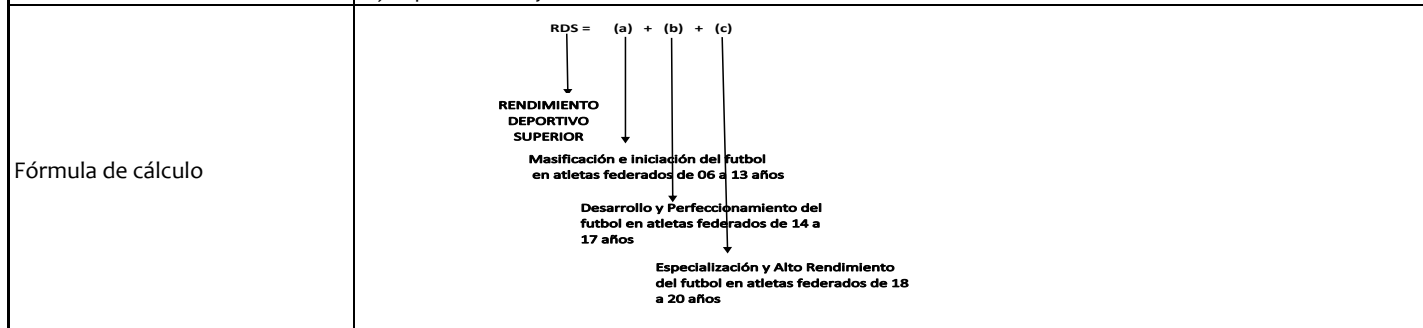 Fórmula de cálculo
RDS = (a) + (b) + (c)
RENDIMIENTO
DEPORTIVO
SUPERIOR
Masificación e iniciación del futbol
en atletas federados de 06 a 13 años
Desarrollo y Perfeccionamiento del
futbol en atletas federados de 14 a
17 años
Especialización y Alto Rendimiento
del futbol en atletas federados de 18
a 20 años